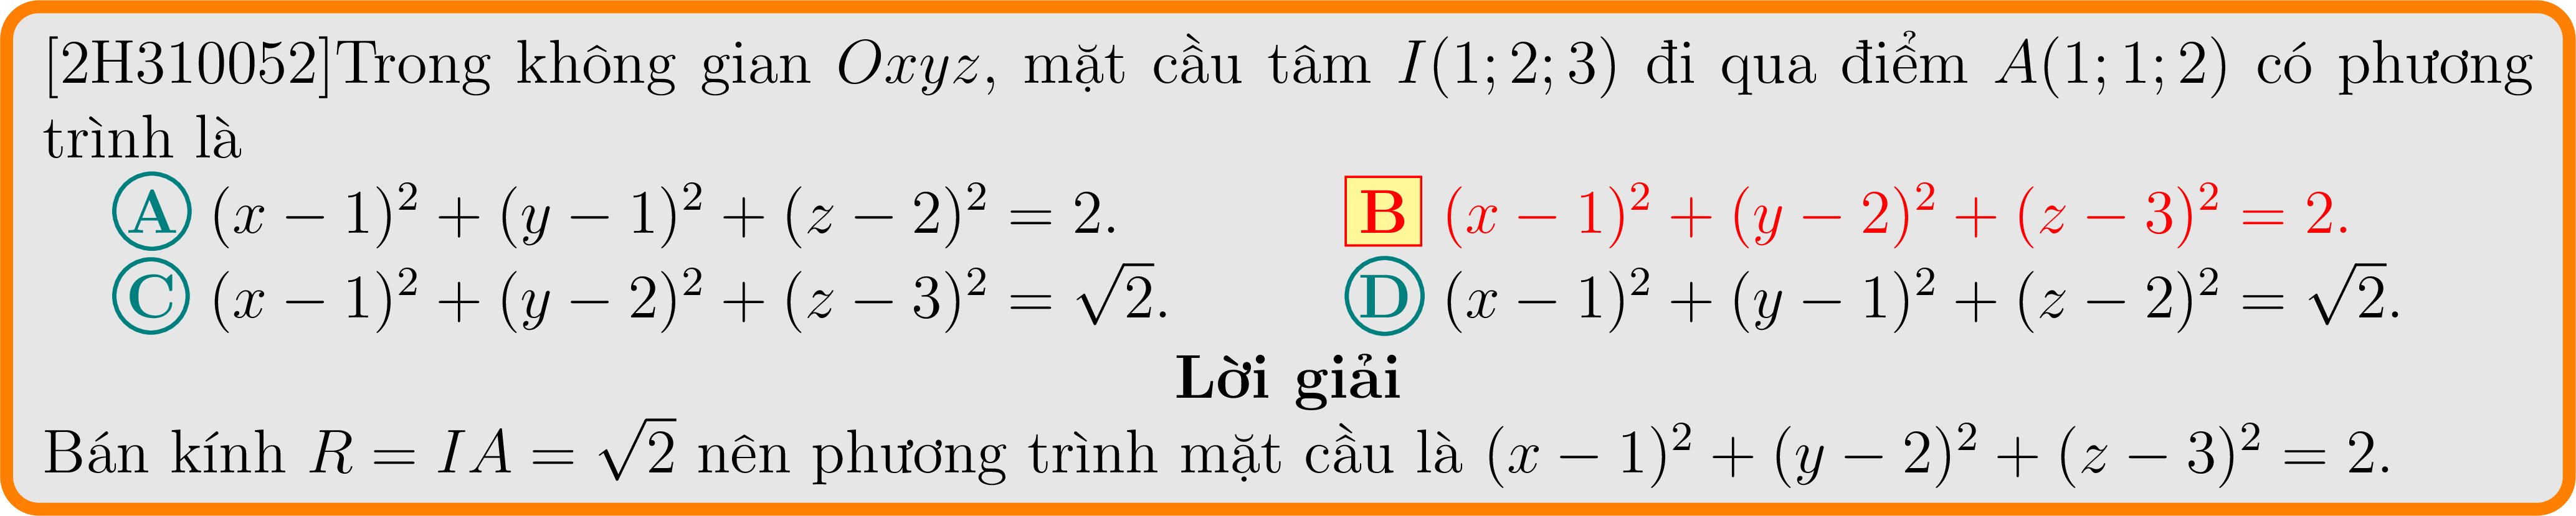 [2H310052]Trong không gian Oxyz, mặt cầu tâm I(1; 2; 3) đi qua điểm A(1; 1; 2) có phương
trình là
A (x − 1)² + (y − 1)² + (z − 2)² = 2. B (x − 1)² + (y − 2)² + (z − 3)² = 2.
C (x − 1)² + (y − 2)² + (z − 3)² = √2. D (x − 1)² + (y − 1)² + (z − 2)² = √2.
Lời giải
Bán kính R = IA = √2 nên phương trình mặt cầu là (x − 1)² + (y − 2)² + (z − 3)² = 2.